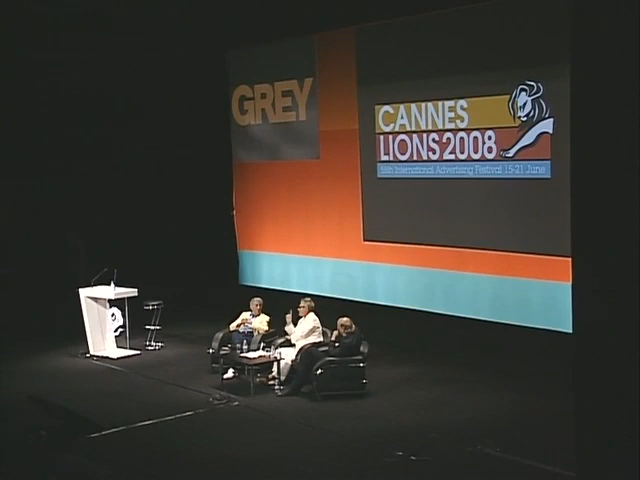 GREY
CANNES
LIONS 2008
55th International Advertising Festival 15-21 June